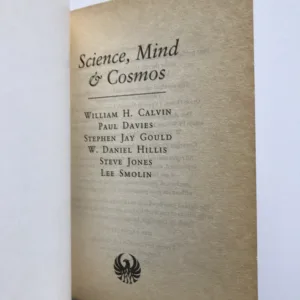 Science, Mind
& Cosmos
WILLIAM H. CALVIN
PAUL DAVIES
STEPHEN JAY GOULD
W. DANIEL HILLIS
STEVE JONES
LEE SMOLIN